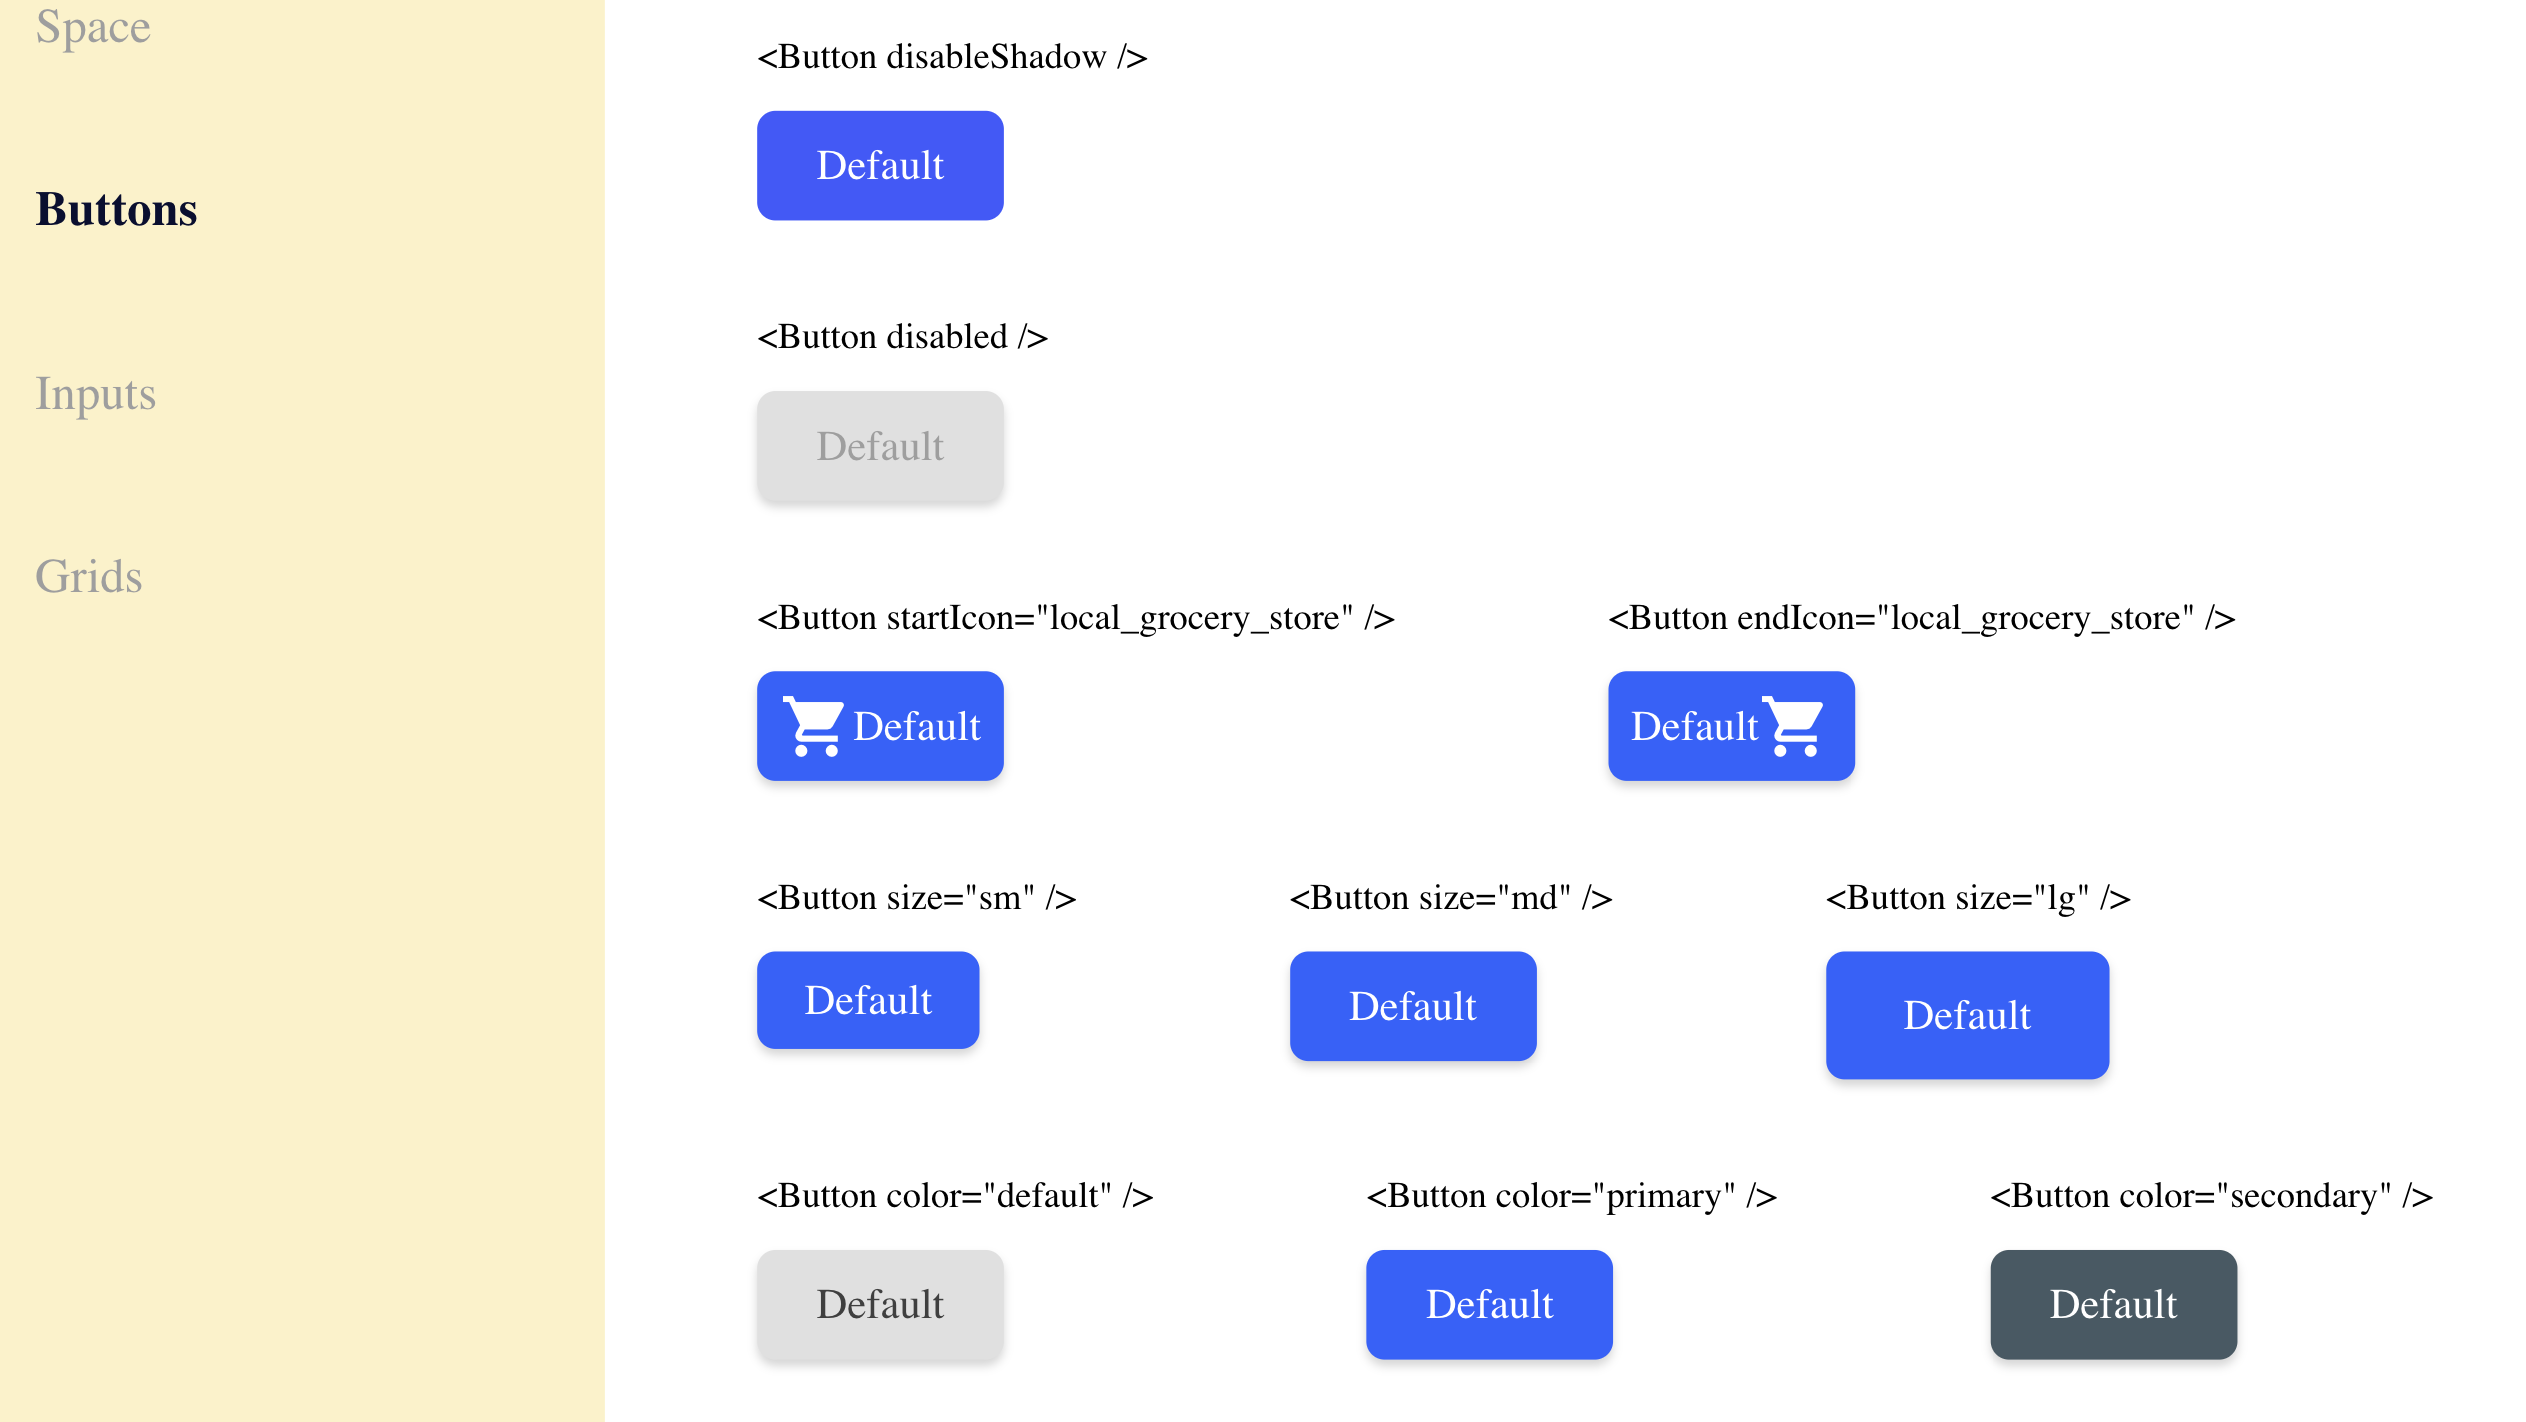 Space
Buttons
Inputs
Grids
<Button disableShadow />
Default
<Button disabled />
Default
<Button startIcon="local_grocery_store" />
Default
<Button endIcon="local_grocery_store" />
Default
<Button size="sm" />
Default
<Button size="md" />
Default
<Button size="lg" />
Default
<Button color="default" />
Default
<Button color="primary" />
Default
<Button color="secondary" />
Default